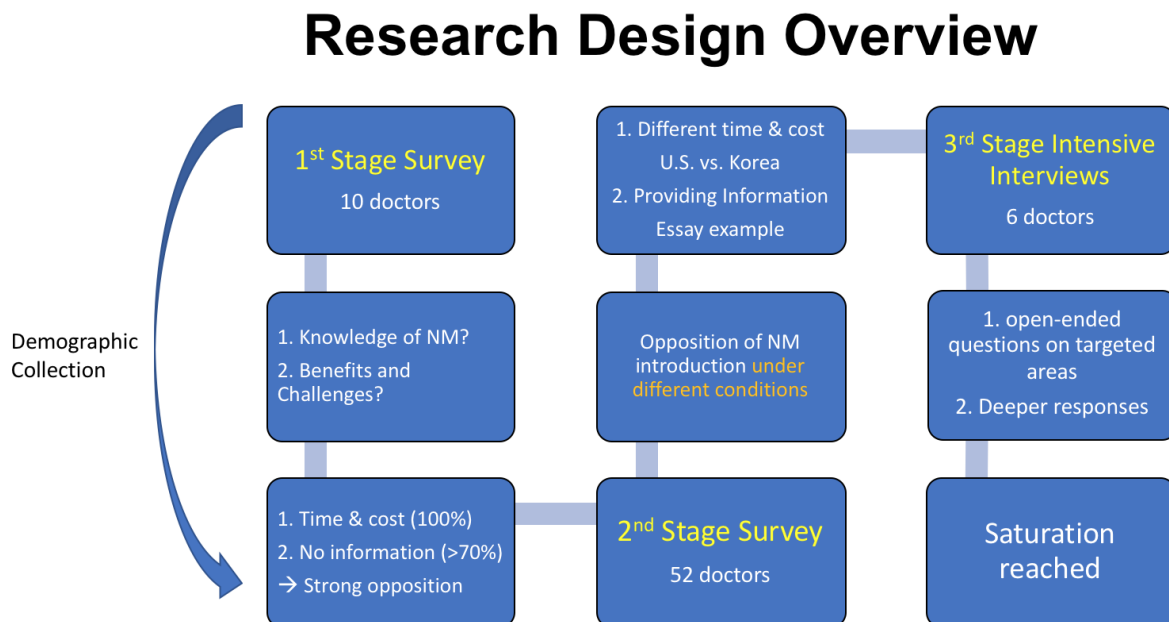 Research Design Overview
Demographic
Collection
1st Stage Survey
10 doctors
1. Knowledge of NM?
2. Benefits and
Challenges?
1. Time & cost (100%)
2. No information (>70%)
→ Strong opposition
2nd Stage Survey
52 doctors
Opposition of NM
introduction under
different conditions
1. Different time & cost
U.S. vs. Korea
2. Providing Information
Essay example
3rd Stage Intensive
Interviews
6 doctors
1. open-ended
questions on targeted
areas
2. Deeper responses
Saturation
reached